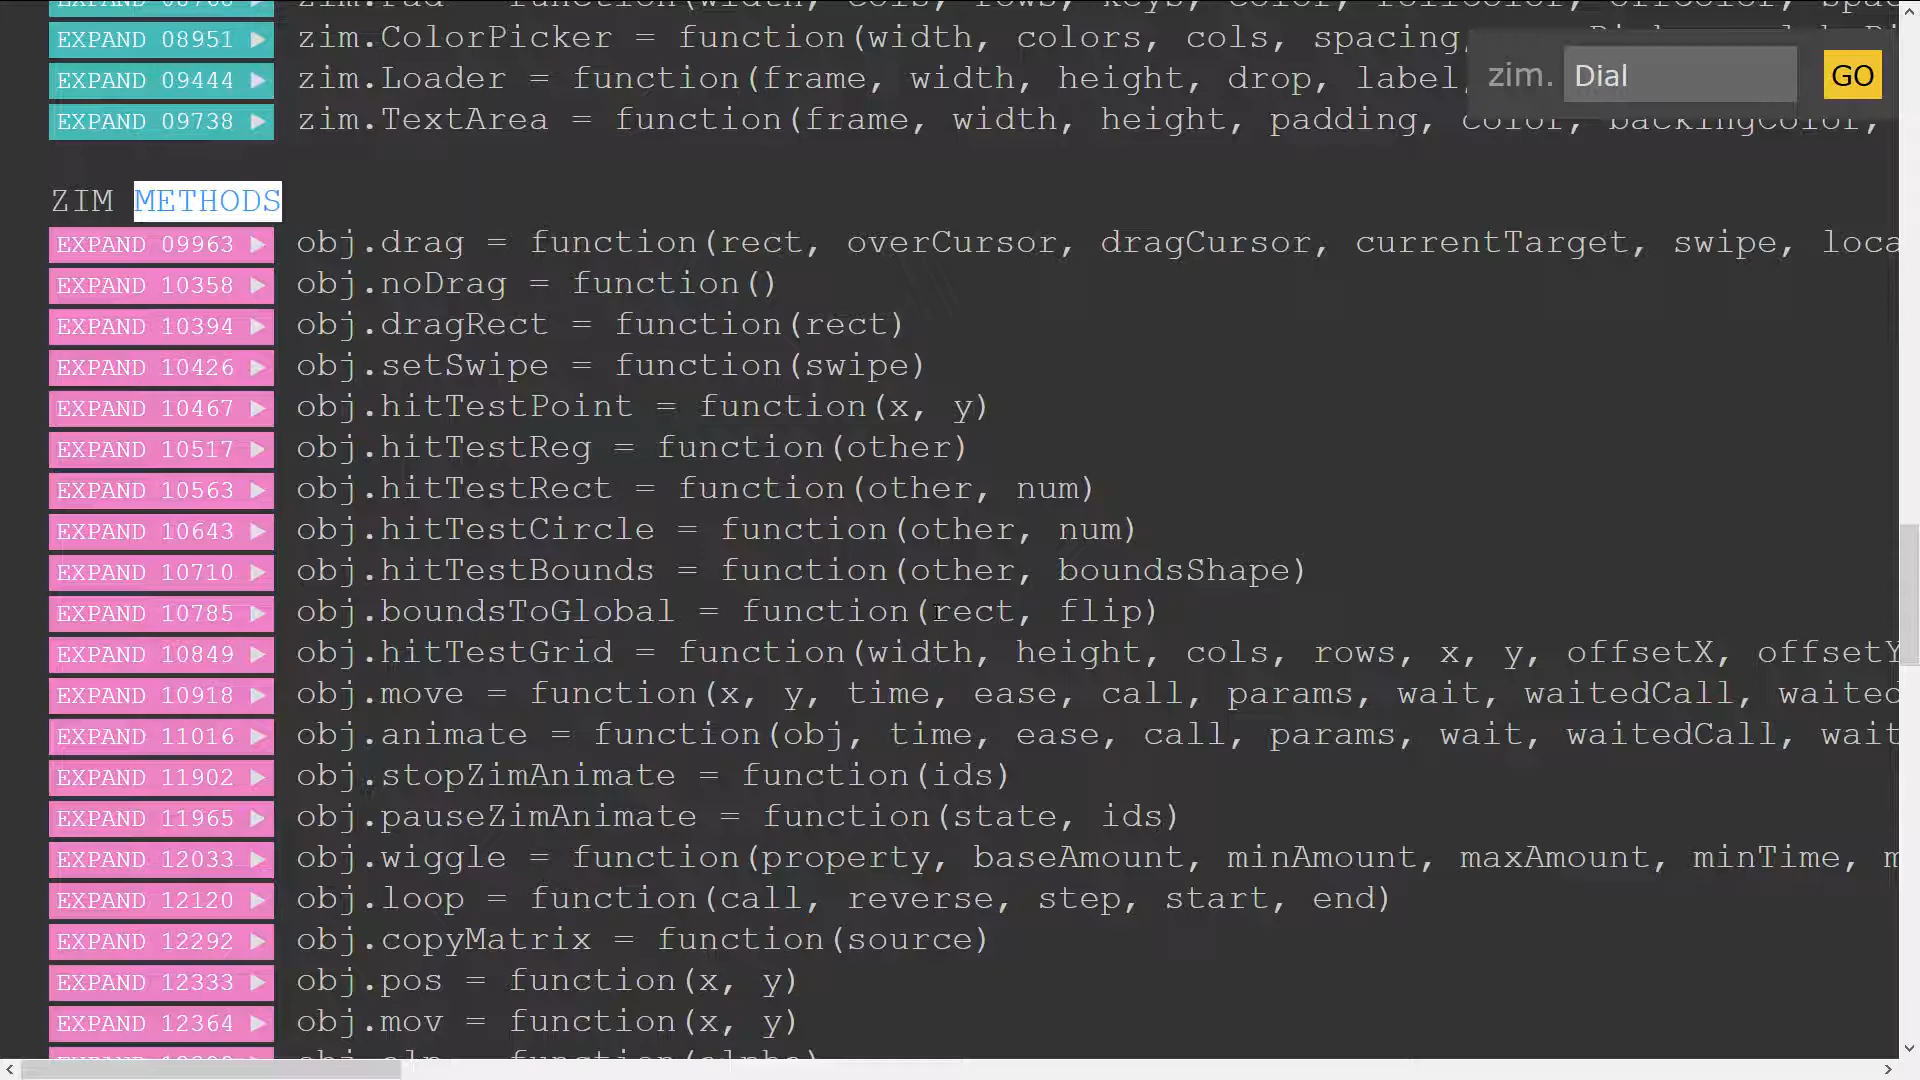 EXPAND 08951 ▶ zim.ColorPicker = function(width, colors, cols, spacing,
EXPAND 09444 ▶ zim.Loader = function(frame, width, height, drop, label,
zim. Dial GO
EXPAND 09738 ▶ zim.TextArea = function(frame, width, height, padding, color, backingColor,
ZIM METHODS
EXPAND 09963 ▶ obj.drag = function(rect, overCursor, dragCursor, currentTarget, swipe, loca
EXPAND 10358 ▶ obj.noDrag = function()
EXPAND 10394 ▶ obj.dragRect = function(rect)
EXPAND 10426 ▶ obj.setSwipe = function(swipe)
EXPAND 10467 ▶ obj.hitTestPoint = function(x, y)
EXPAND 10517 ▶ obj.hitTestReg = function(other)
EXPAND 10563 ▶ obj.hitTestRect = function(other, num)
EXPAND 10643 ▶ obj.hitTestCircle = function(other, num)
EXPAND 10710 ▶ obj.hitTestBounds = function(other, boundsShape)
EXPAND 10785 ▶ obj.boundsToGlobal = function(rect, flip)
EXPAND 10849 ▶ obj.hitTestGrid = function(width, height, cols, rows, x, y, offsetX, offsetY
EXPAND 10918 ▶ obj.move = function(x, y, time, ease, call, params, wait, waitedCall, waited
EXPAND 11016 ▶ obj.animate = function(obj, time, ease, call, params, wait, waitedCall, wait
EXPAND 11902 ▶ obj.stopZimAnimate = function(ids)
EXPAND 11965 ▶ obj.pauseZimAnimate = function(state, ids)
EXPAND 12033 ▶ obj.wiggle = function(property, baseAmount, minAmount, maxAmount, minTime, m
EXPAND 12120 ▶ obj.loop = function(call, reverse, step, start, end)
EXPAND 12292 ▶ obj.copyMatrix = function(source)
EXPAND 12333 ▶ obj.pos = function(x, y)
EXPAND 12364 ▶ obj.mov = function(x, y)